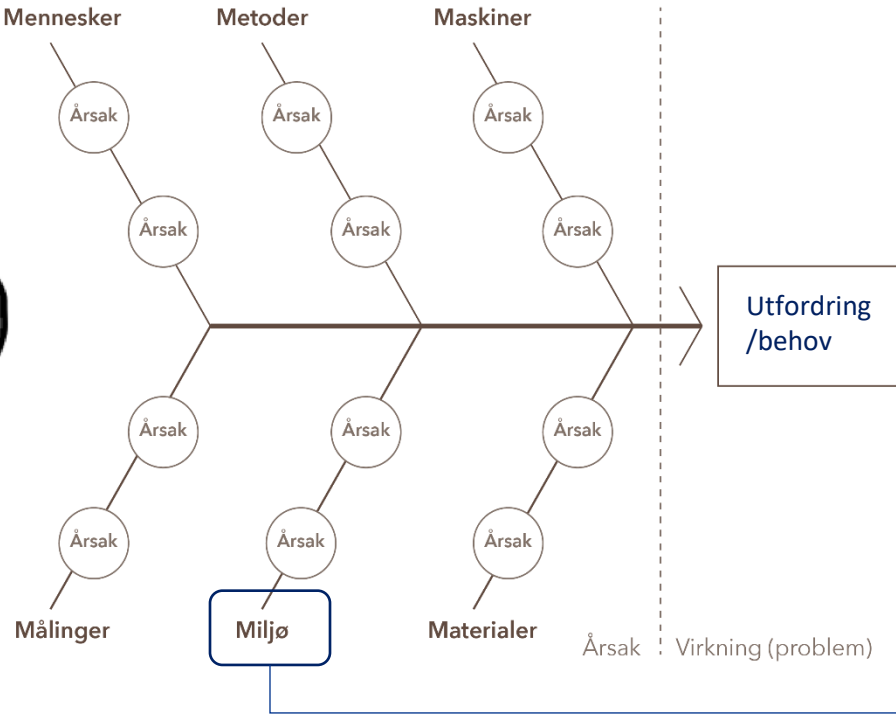 Mennesker
Metoder
Maskiner
Årsak
Årsak
Årsak
Årsak
Årsak
Årsak
Utfordring
/behov
Årsak
Årsak
Årsak
Årsak
Årsak
Årsak
Målinger
Miljø
Materialer
Årsak
Virkning (problem)